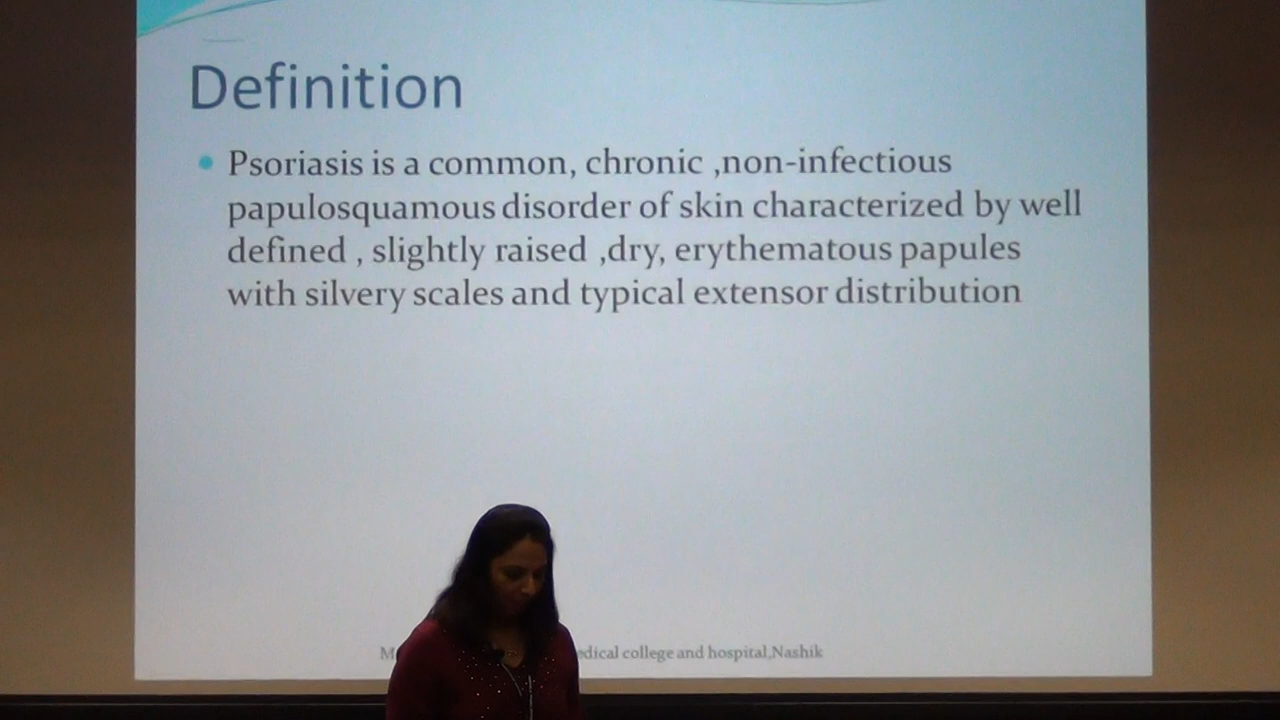 Definition
Psoriasis is a common, chronic ,non-infectious
papulosquamous disorder of skin characterized by well
defined , slightly raised ,dry, erythematous papules
with silvery scales and typical extensor distribution
college and hospital,Nashik